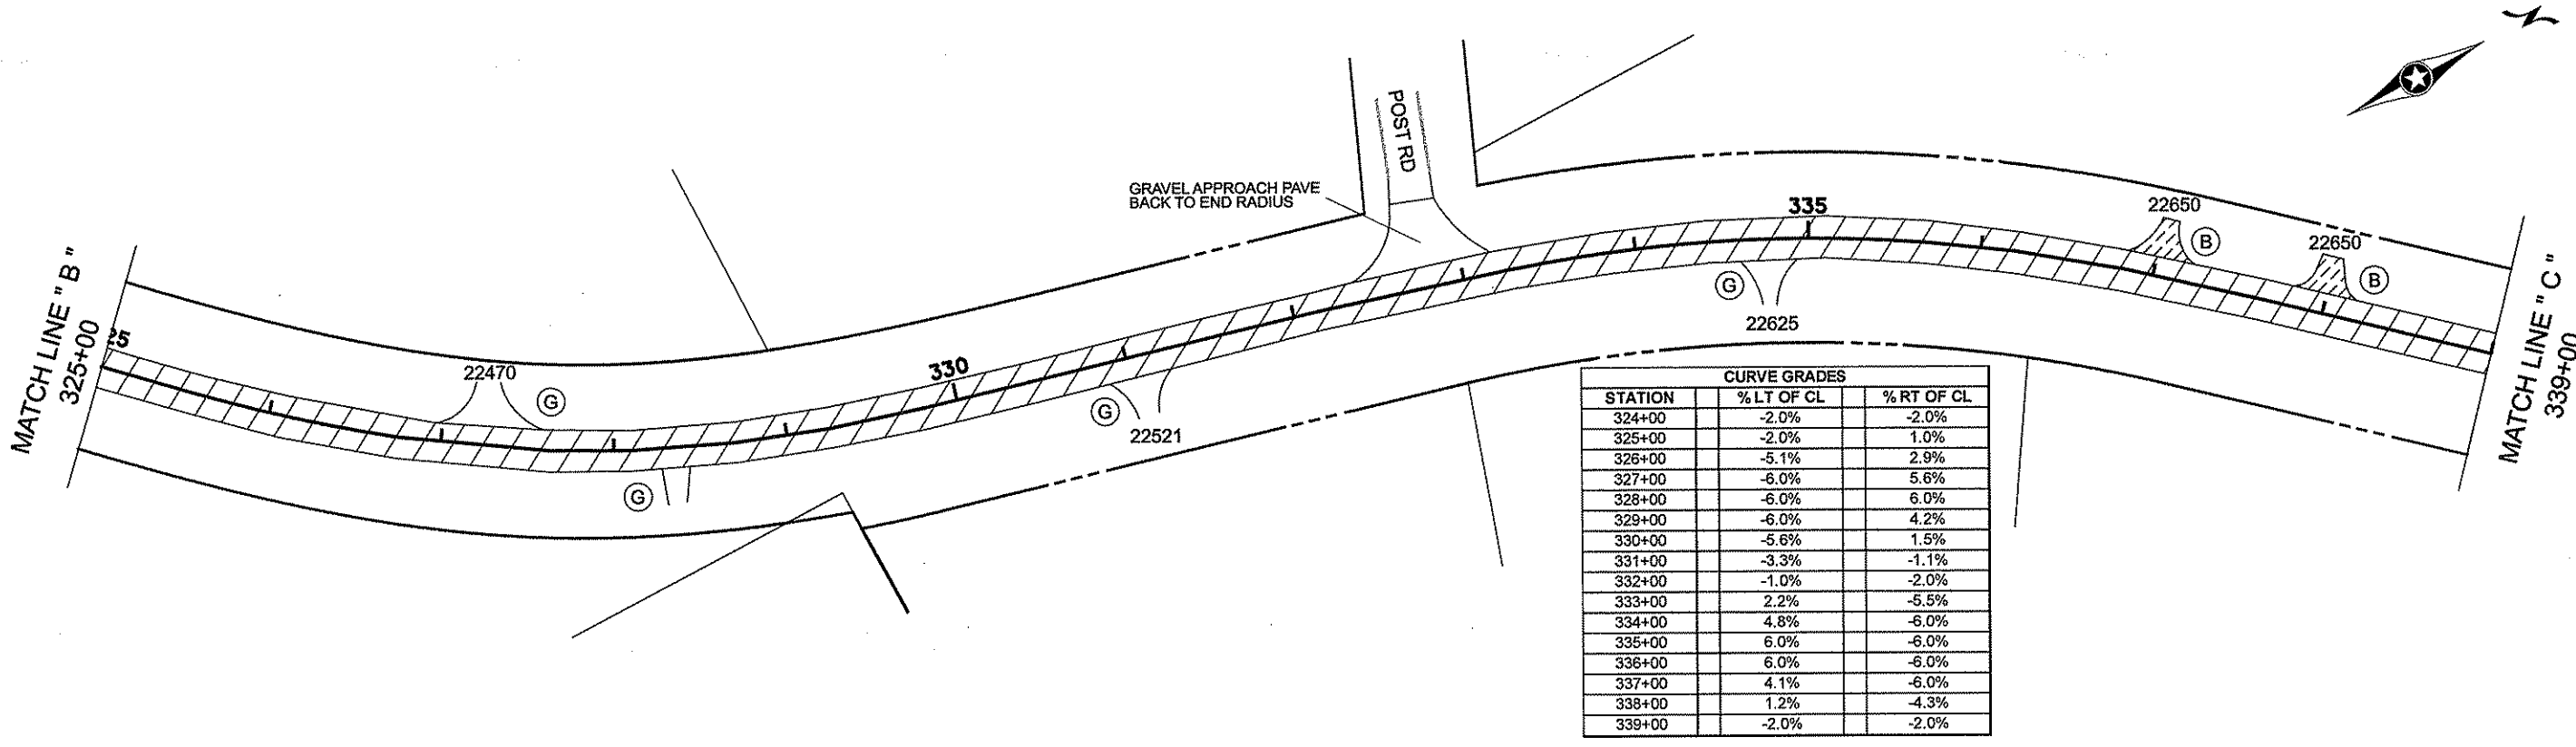 MATCH LINE " B "
325+00
25
22470
G
G
330
G
22521
GRAVEL APPROACH PAVE
BACK TO END RADIUS
POST RD
335
G
22625
22650
B
22650
B
MATCH LINE " C "
339+00
CURVE GRADES
STATION % LT OF CL % RT OF CL
324+00 -2.0% -2.0%
325+00 -2.0% 1.0%
326+00 -5.1% 2.9%
327+00 -6.0% 5.6%
328+00 -6.0% 6.0%
329+00 -6.0% 4.2%
330+00 -5.6% 1.5%
331+00 -3.3% -1.1%
332+00 -1.0% -2.0%
333+00 2.2% -5.5%
334+00 4.8% -6.0%
335+00 6.0% -6.0%
336+00 6.0% -6.0%
337+00 4.1% -6.0%
338+00 1.2% -4.3%
339+00 -2.0% -2.0%